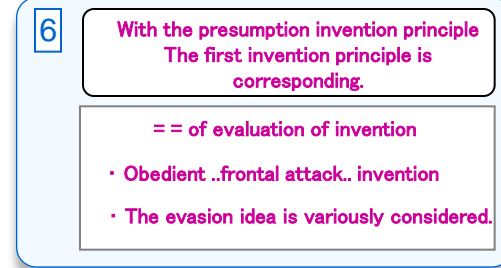 6
With the presumption invention principle
The first invention principle is
corresponding.
= = of evaluation of invention
・ Obedient ..frontal attack.. invention
・ The evasion idea is variously considered.